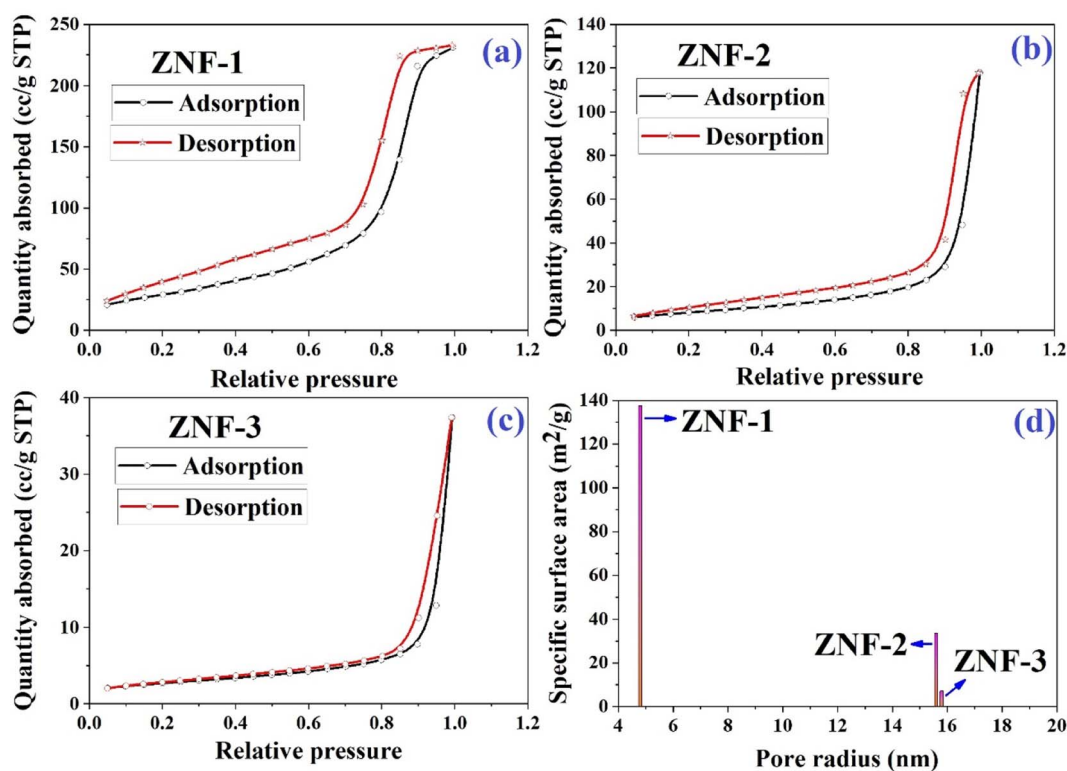 250
200
150
100
50
0
Quantity absorbed (cc/g STP)
ZNF-1
(a)
Adsorption
Desorption
0.0 0.2 0.4 0.6 0.8 1.0 1.2
Relative pressure
140
120
100
80
60
40
20
0
Quantity absorbed (cc/g STP)
ZNF-2
(b)
Adsorption
Desorption
0.0 0.2 0.4 0.6 0.8 1.0 1.2
Relative pressure
40
30
20
10
0
Quantity absorbed (cc/g STP)
ZNF-3
(c)
Adsorption
Desorption
0.0 0.2 0.4 0.6 0.8 1.0 1.2
Relative pressure
140
120
100
80
60
40
20
0
Specific surface area (m²/g)
(d)
ZNF-1
ZNF-2
ZNF-3
4 6 8 10 12 14 16 18 20
Pore radius (nm)